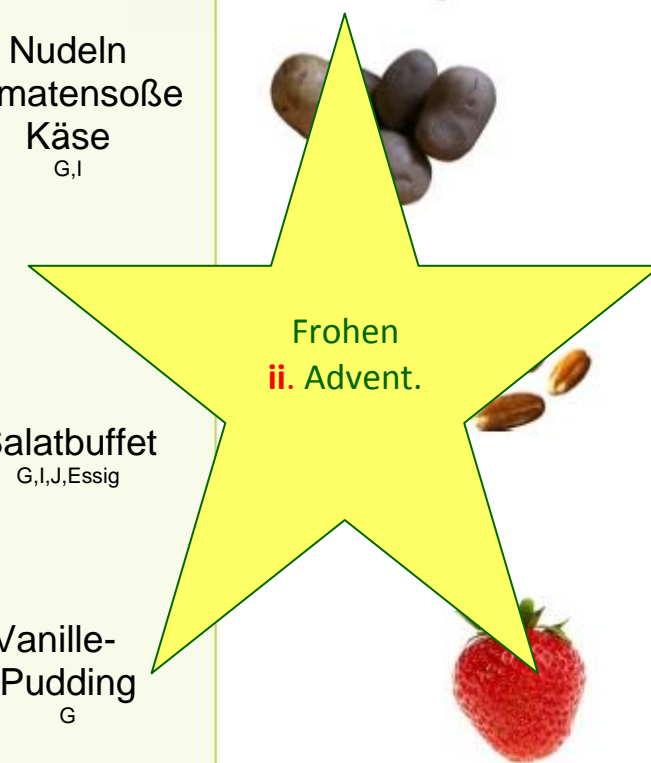 Nudeln
matensoße
Käse
G,I
Frohen
ii. Advent.
Salatbuffet
G,I,J,Essig
Vanille-
Pudding
G